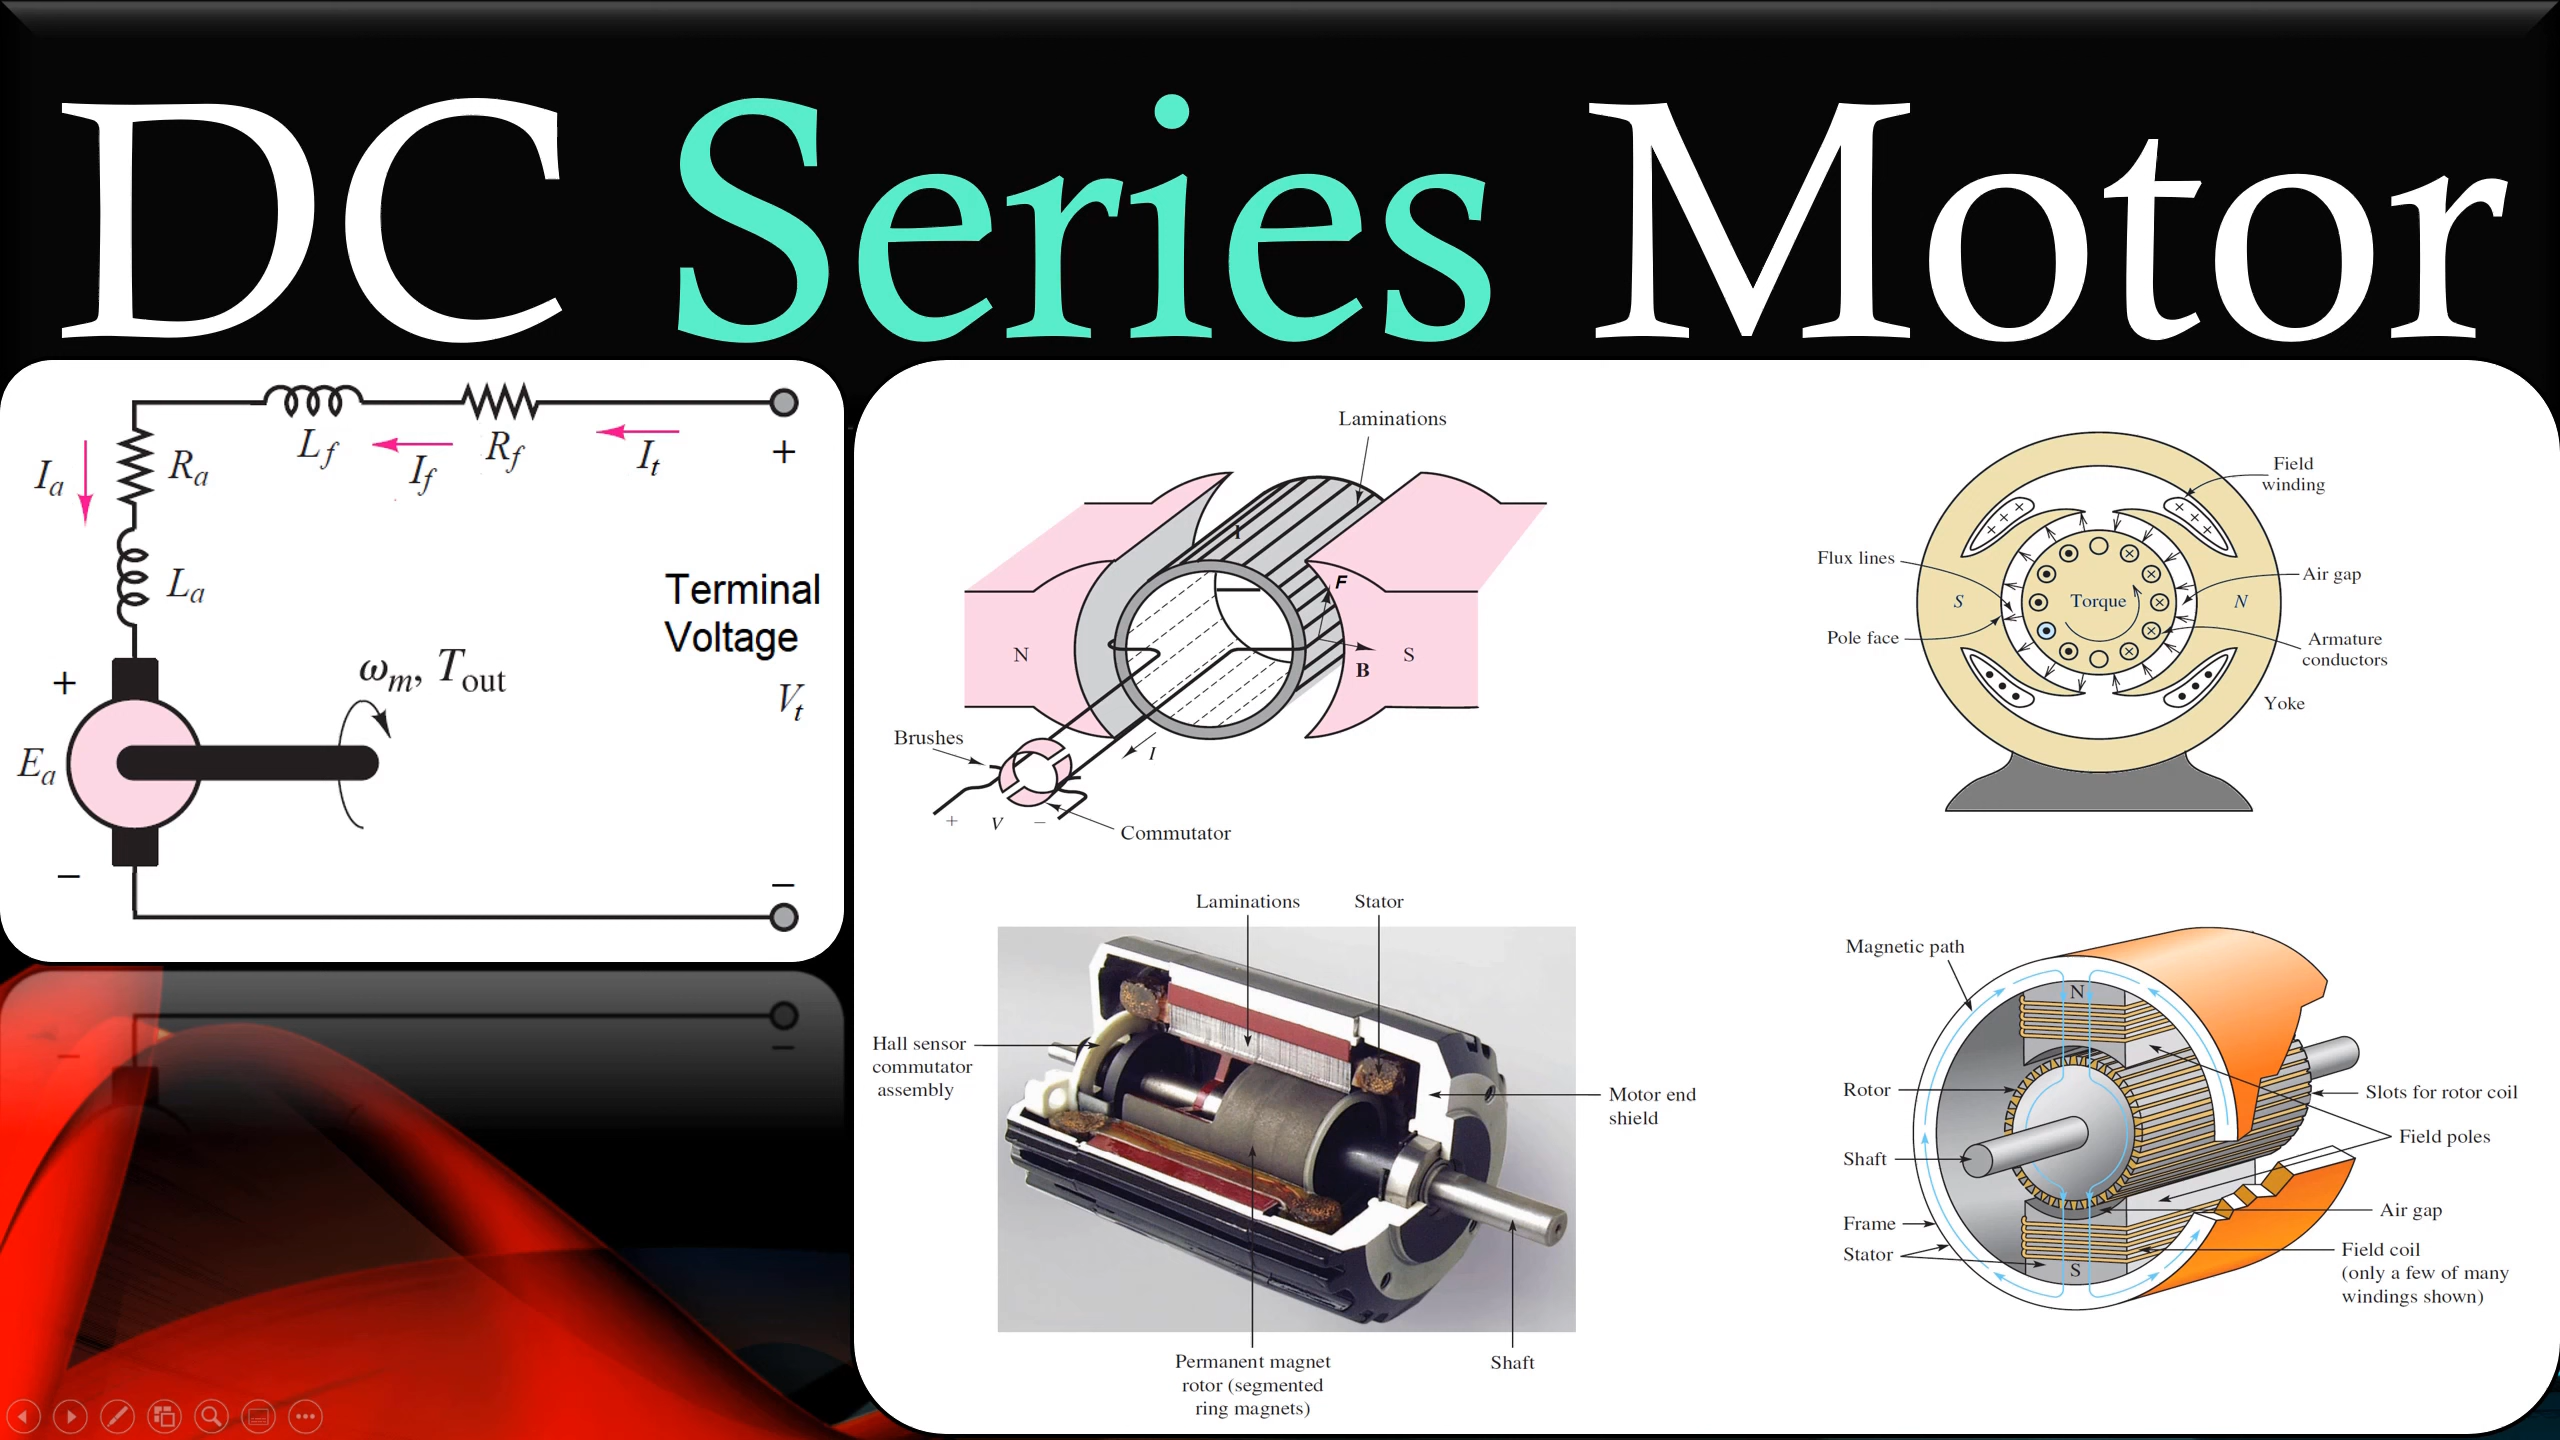 DC Series Motor
L_f
I_f
R_f
I_t
+
I_a
R_a
L_a
Terminal
Voltage
V_t
+
ω_m, T_out
E_a
–
–
Laminations
I
F
N
B
S
I
Brushes
+ V –
Commutator
Field
winding
Flux lines
Air gap
S
Torque
N
Pole face
Armature
conductors
Yoke
Laminations
Stator
Hall sensor
commutator
assembly
Motor end
shield
Permanent magnet
rotor (segmented
ring magnets)
Shaft
Magnetic path
N
Rotor
Slots for rotor coil
Field poles
Shaft
Air gap
Frame
Stator
S
Field coil
(only a few of many
windings shown)